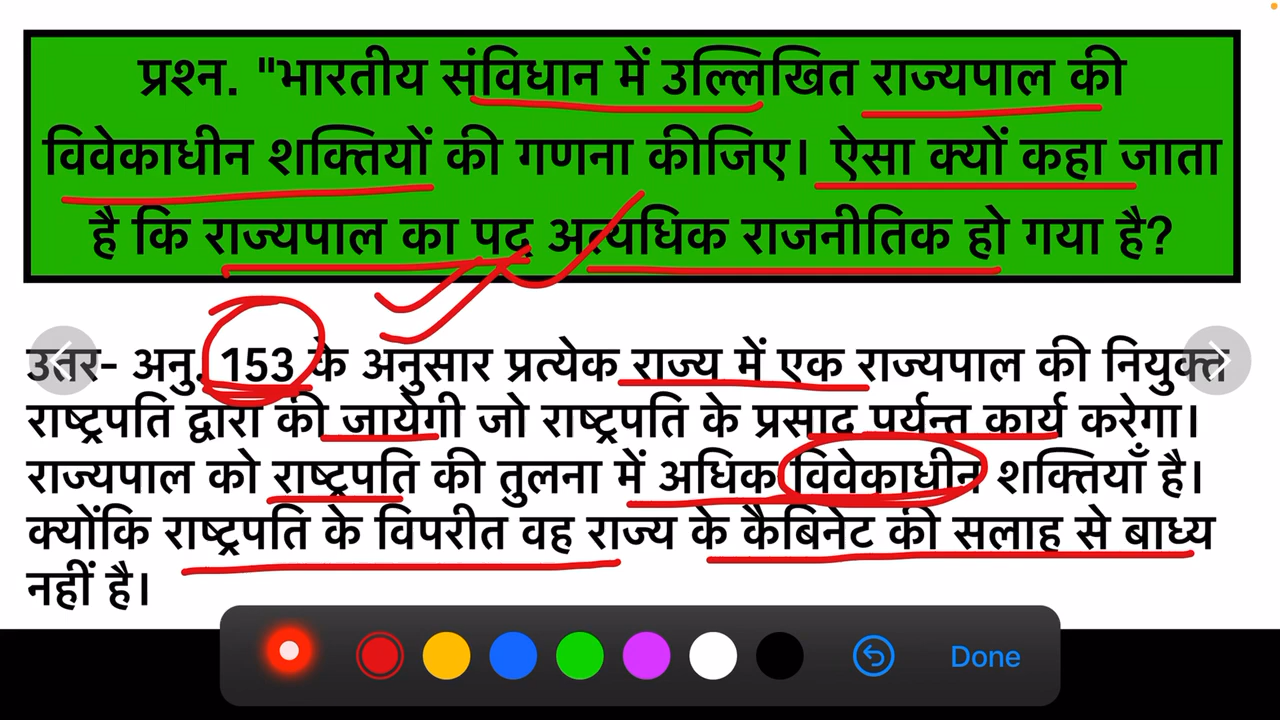 प्रश्न. "भारतीय संविधान में उल्लिखित राज्यपाल की
विवेकाधीन शक्तियों की गणना कीजिए। ऐसा क्यों कहा जाता
है कि राज्यपाल का पद अत्यधिक राजनीतिक हो गया है?
उत्तर- अनु. 153 के अनुसार प्रत्येक राज्य में एक राज्यपाल की नियुक्त
राष्ट्रपति द्वारा की जायेगी जो राष्ट्रपति के प्रसाद पर्यन्त कार्य करेगा।
राज्यपाल को राष्ट्रपति की तुलना में अधिक विवेकाधीन शक्तियाँ है।
क्योंकि राष्ट्रपति के विपरीत वह राज्य के कैबिनेट की सलाह से बाध्य
नहीं है।
Done